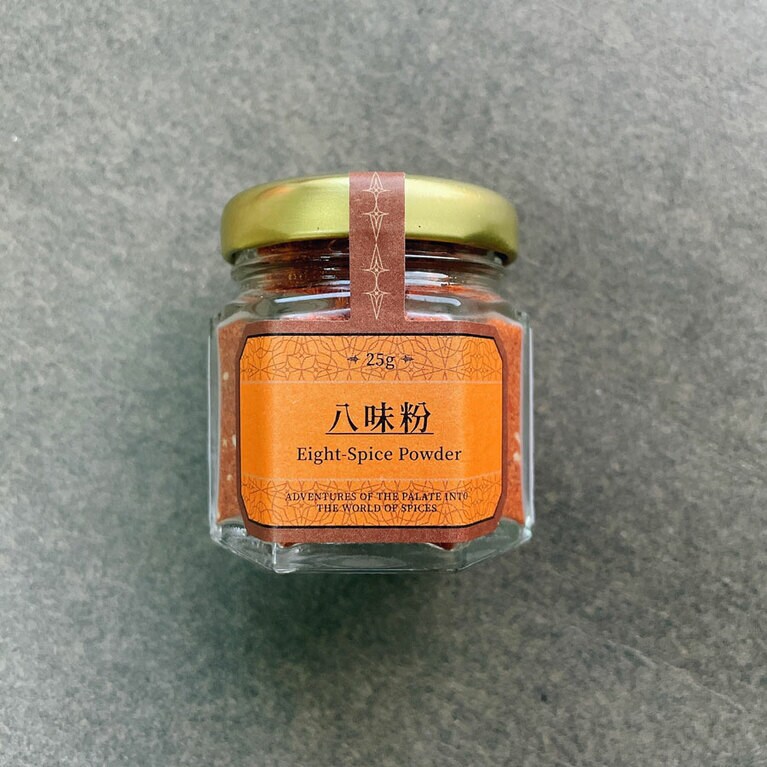 25g
八味粉
Eight-Spice Powder
ADVENTURES OF THE PALATE INTO
THE WORLD OF SPICES